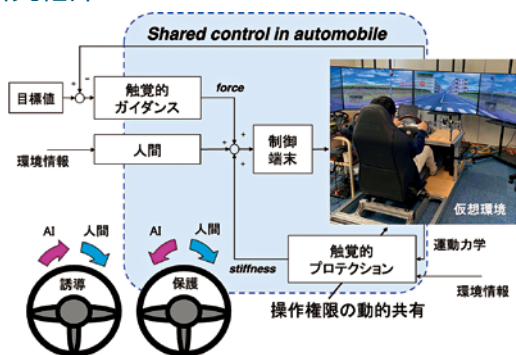 Shared control in automobile
目標値
触覚的
ガイダンス
force
環境情報
人間
制御
端末
仮想環境
AI
人間
誘導
AI
人間
保護
stiffness
触覚的
プロテクション
運動力学
環境情報
操作権限の動的共有